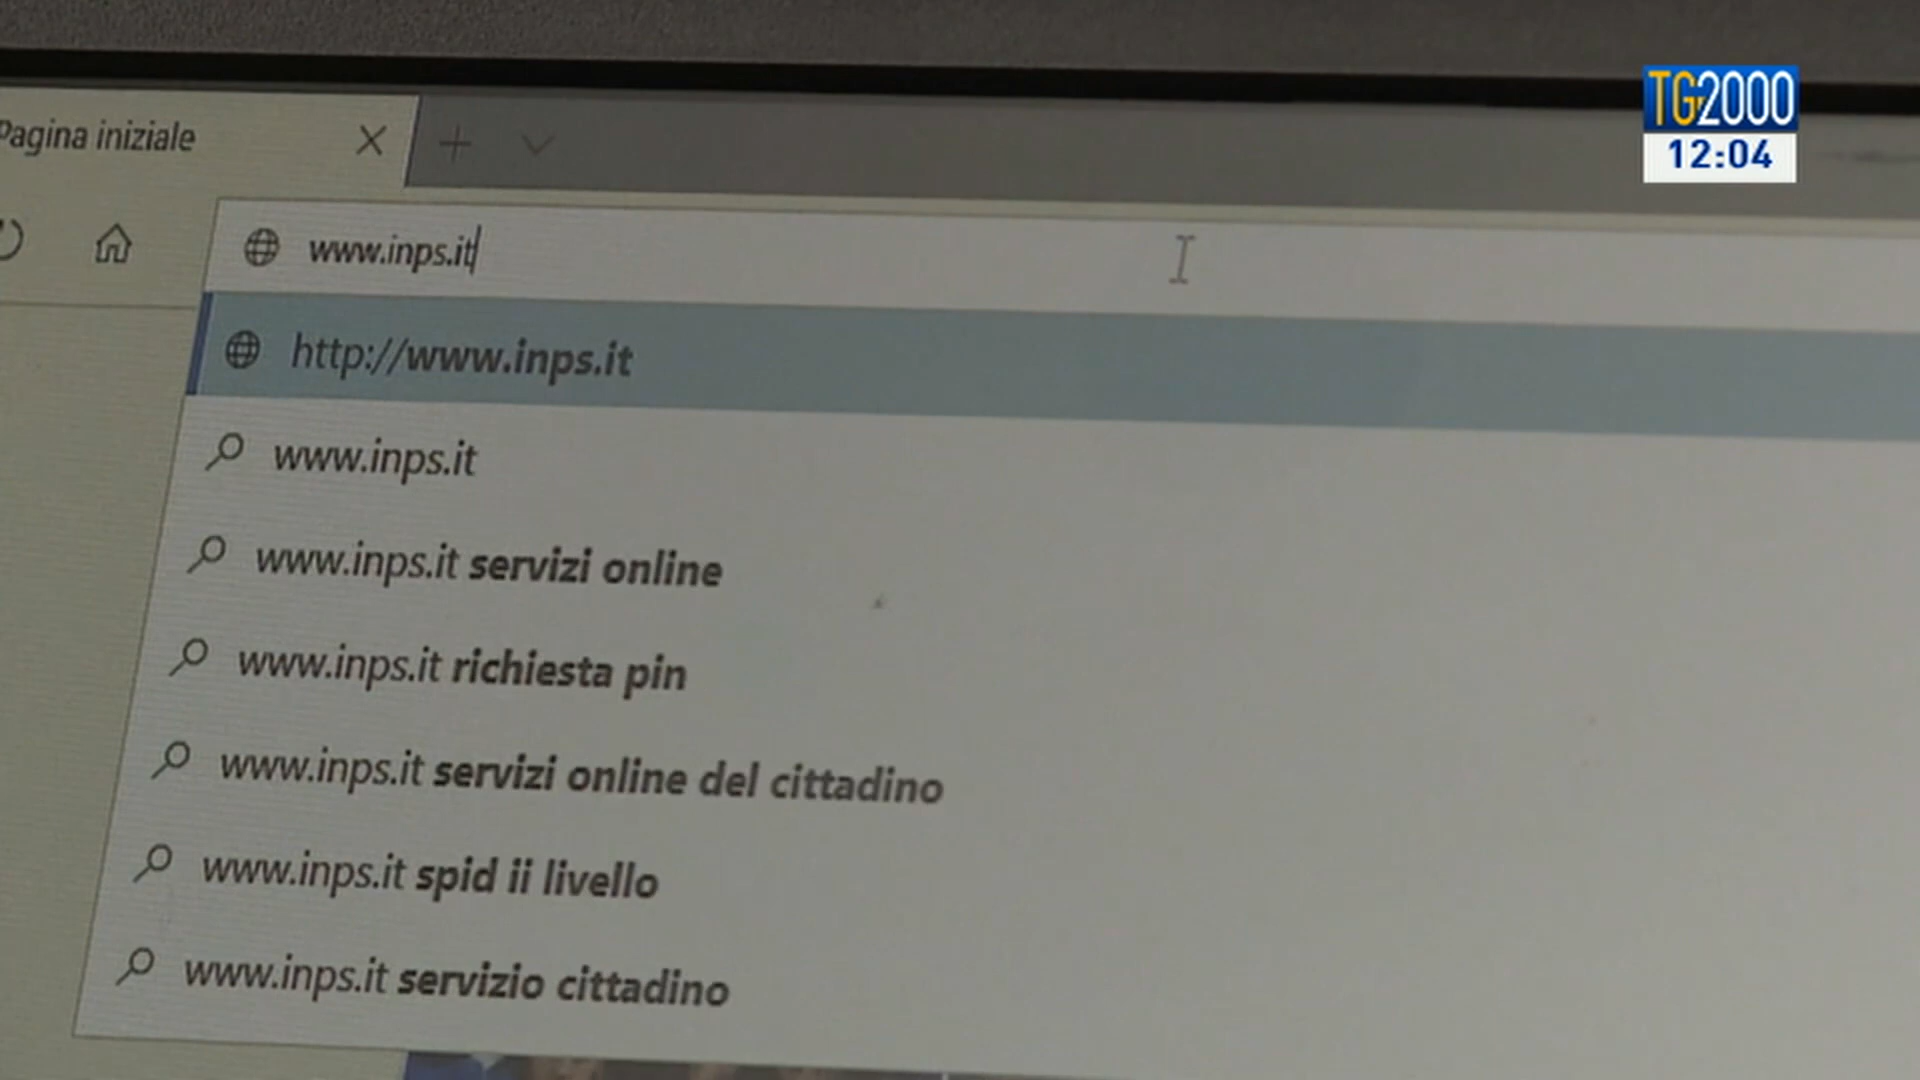 TG2000
12:04
Pagina iniziale
www.inps.it
http://www.inps.it
www.inps.it
www.inps.it servizi online
www.inps.it richiesta pin
www.inps.it servizi online del cittadino
www.inps.it spid ii livello
www.inps.it servizio cittadino